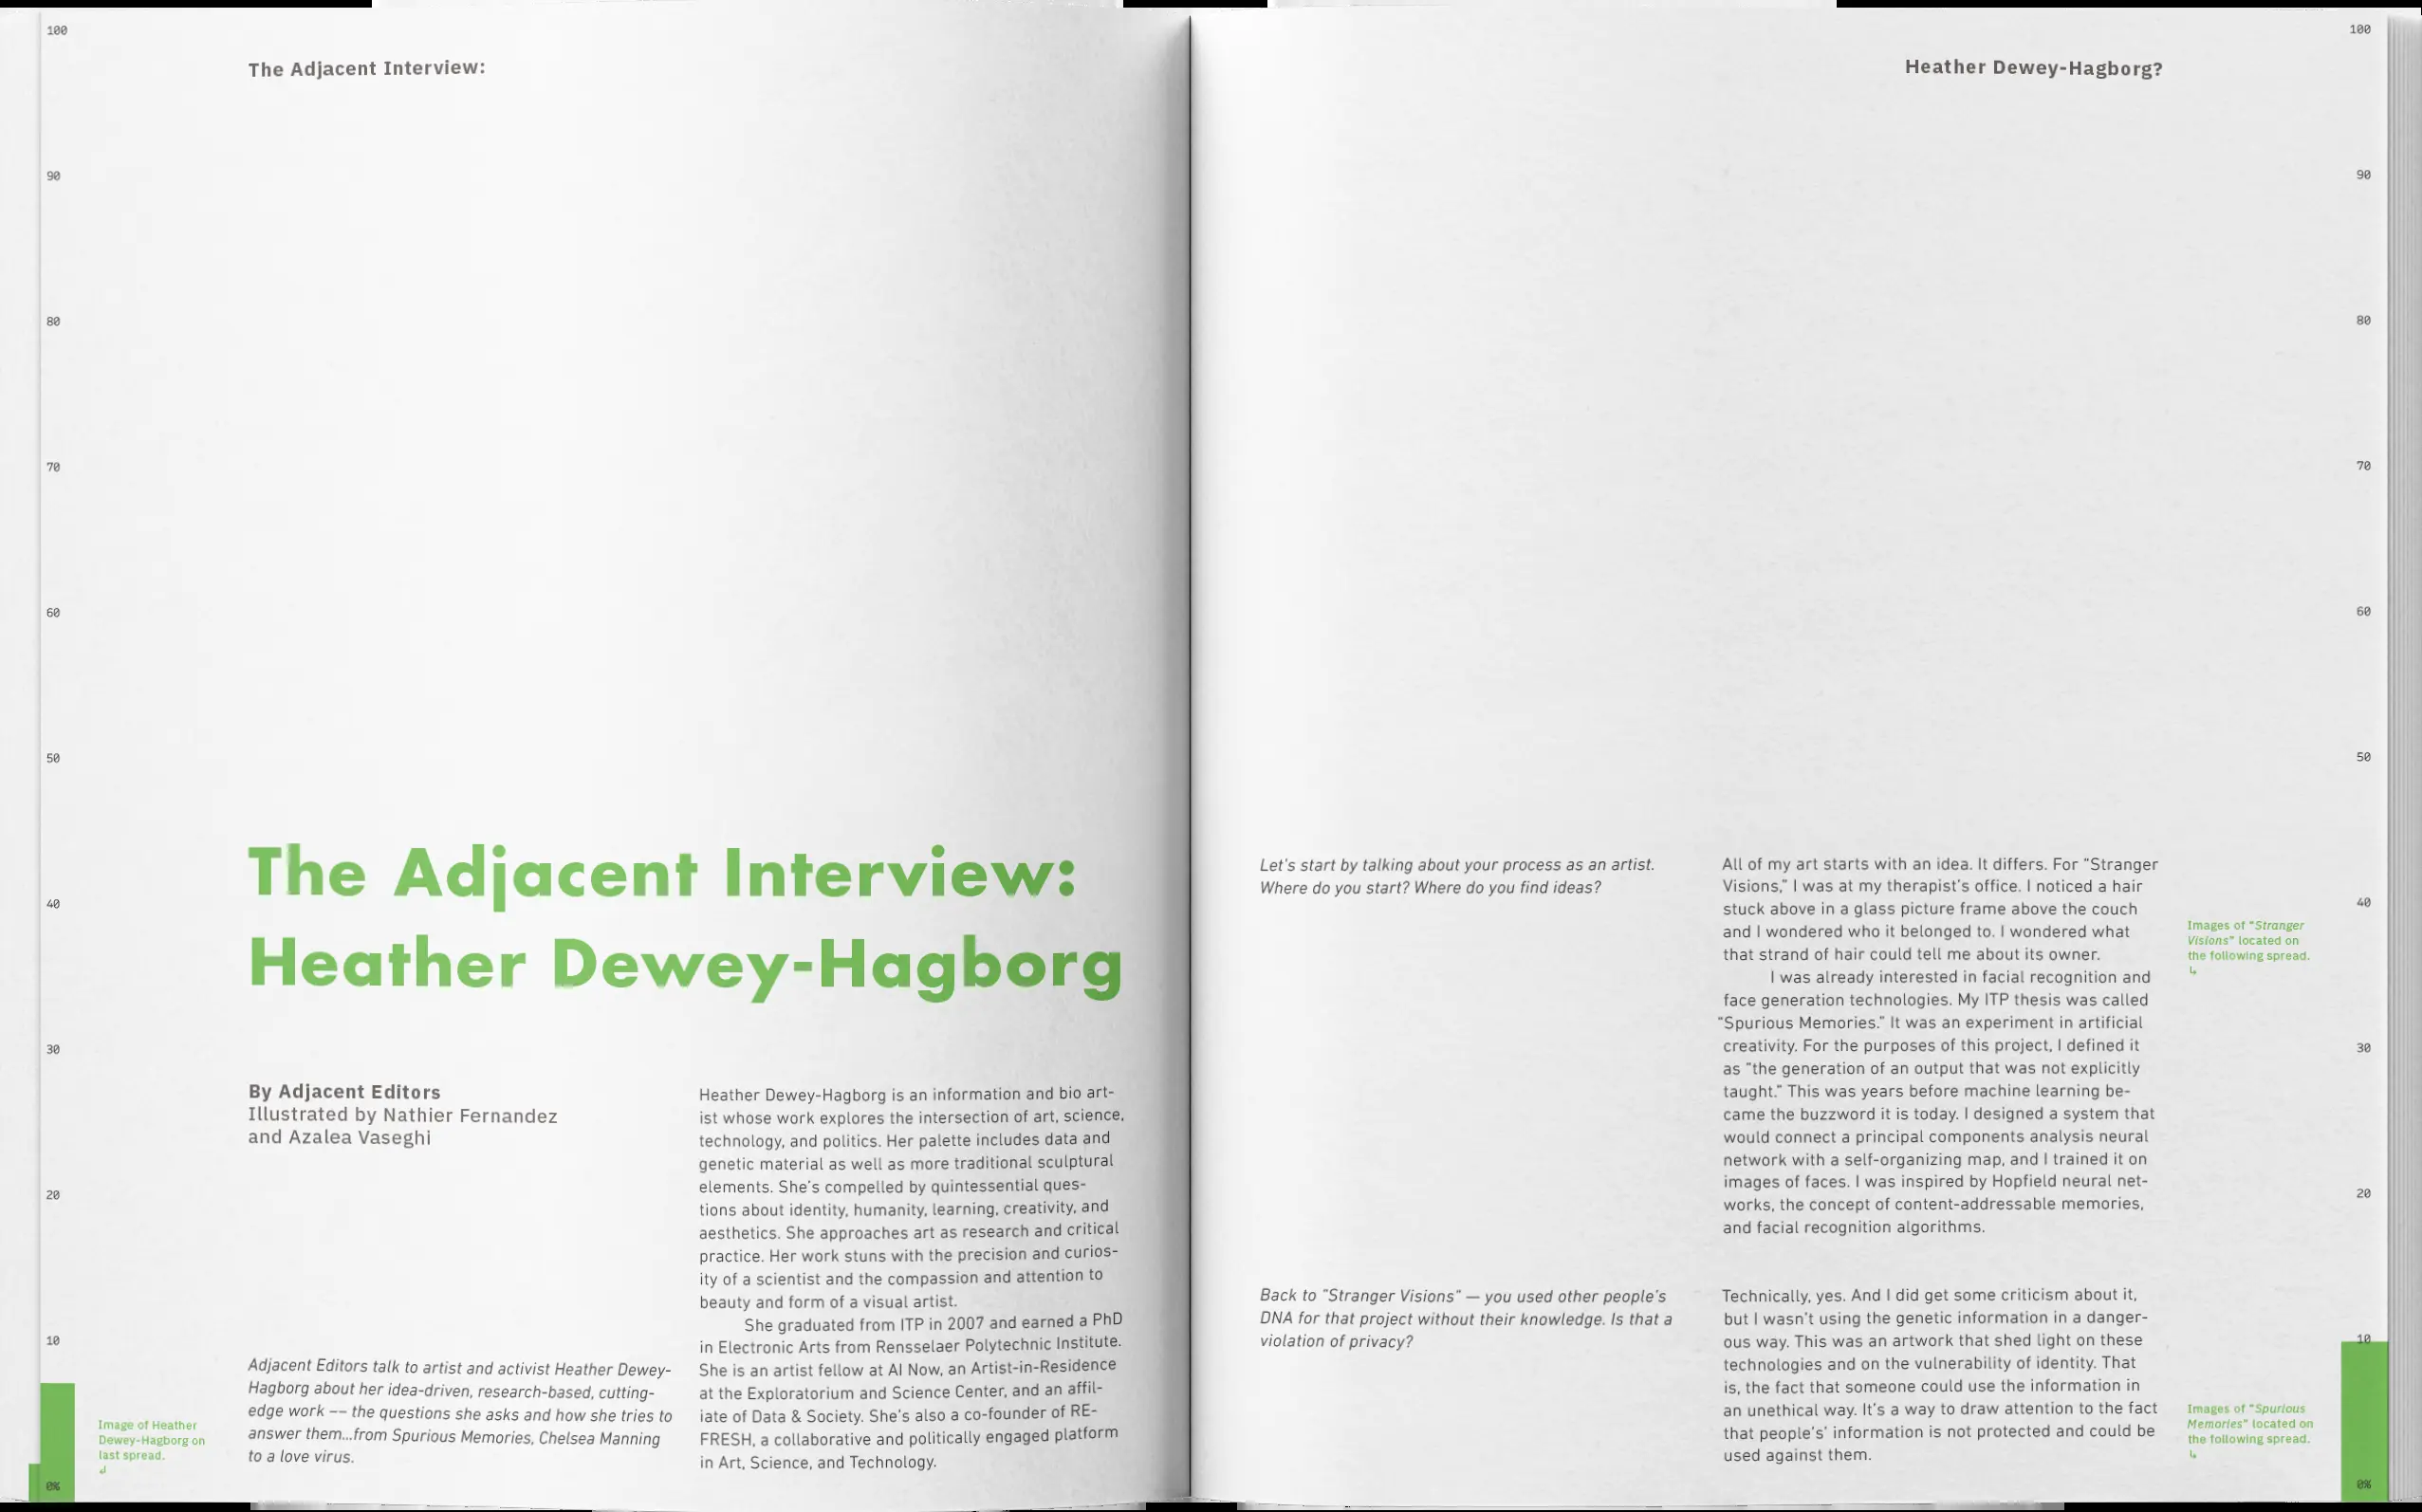 The Adjacent Interview:
100
90
80
70
60
50
40
30
20
10
0%
The Adjacent Interview:
Heather Dewey-Hagborg
By Adjacent Editors
Illustrated by Nathier Fernandez
and Azalea Vaseghi
Adjacent Editors talk to artist and activist Heather Dewey-
Hagborg about her idea-driven, research-based, cutting-
edge work -- the questions she asks and how she tries to
answer them...from Spurious Memories, Chelsea Manning
to a love virus.
Image of Heather
Dewey-Hagborg on
last spread.
Heather Dewey-Hagborg is an information and bio art-
ist whose work explores the intersection of art, science,
technology, and politics. Her palette includes data and
genetic material as well as more traditional sculptural
elements. She's compelled by quintessential ques-
tions about identity, humanity, learning, creativity, and
aesthetics. She approaches art as research and critical
practice. Her work stuns with the precision and curios-
ity of a scientist and the compassion and attention to
beauty and form of a visual artist.
She graduated from ITP in 2007 and earned a PhD
in Electronic Arts from Rensselaer Polytechnic Institute.
She is an artist fellow at AI Now, an Artist-in-Residence
at the Exploratorium and Science Center, and an affil-
iate of Data & Society. She's also a co-founder of RE-
FRESH, a collaborative and politically engaged platform
in Art, Science, and Technology.
Heather Dewey-Hagborg?
100
90
80
70
60
50
40
30
20
10
0%
Let's start by talking about your process as an artist.
Where do you start? Where do you find ideas?
All of my art starts with an idea. It differs. For "Stranger
Visions," I was at my therapist's office. I noticed a hair
stuck above in a glass picture frame above the couch
and I wondered who it belonged to. I wondered what
that strand of hair could tell me about its owner.
I was already interested in facial recognition and
face generation technologies. My ITP thesis was called
"Spurious Memories." It was an experiment in artificial
creativity. For the purposes of this project, I defined it
as "the generation of an output that was not explicitly
taught." This was years before machine learning be-
came the buzzword it is today. I designed a system that
would connect a principal components analysis neural
network with a self-organizing map, and I trained it on
images of faces. I was inspired by Hopfield neural net-
works, the concept of content-addressable memories,
and facial recognition algorithms.
Images of "Stranger
Visions" located on
the following spread.
Back to "Stranger Visions" — you used other people's
DNA for that project without their knowledge. Is that a
violation of privacy?
Technically, yes. And I did get some criticism about it,
but I wasn't using the genetic information in a danger-
ous way. This was an artwork that shed light on these
technologies and on the vulnerability of identity. That
is, the fact that someone could use the information in
an unethical way. It's a way to draw attention to the fact
that people's' information is not protected and could be
used against them.
Images of "Spurious
Memories" located on
the following spread.